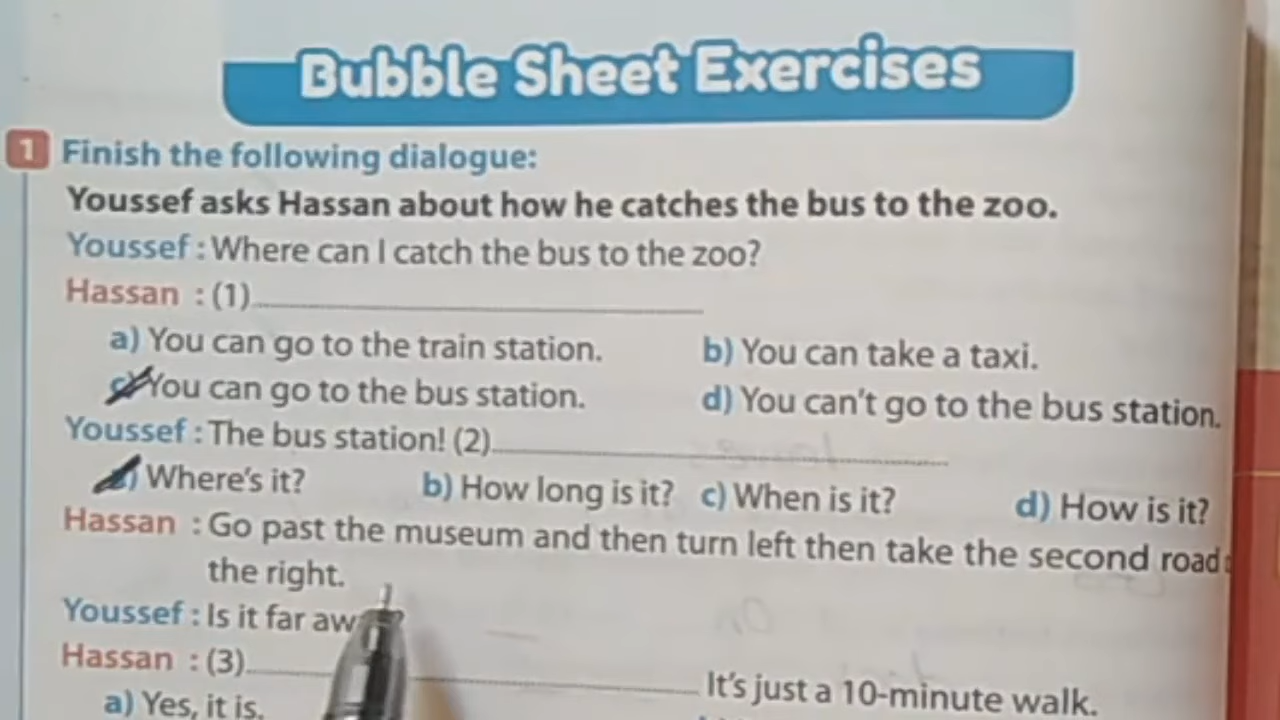 Bubble Sheet Exercises
1 Finish the following dialogue:
Youssef asks Hassan about how he catches the bus to the zoo.
Youssef : Where can I catch the bus to the zoo?
Hassan : (1)
a) You can go to the train station. b) You can take a taxi.
c) You can go to the bus station. d) You can't go to the bus station.
Youssef : The bus station! (2)
a) Where's it? b) How long is it? c) When is it? d) How is it?
Hassan : Go past the museum and then turn left then take the second road
the right.
Youssef : Is it far
Hassan : (3) It's just a 10-minute walk.
a) Yes, it is.